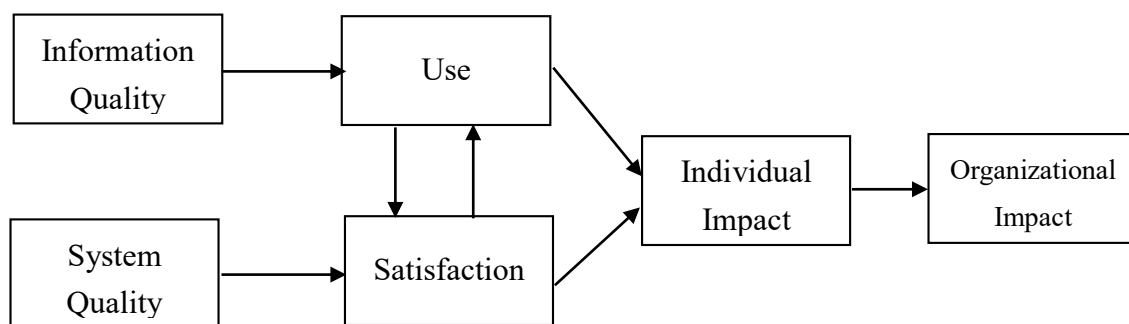 Information
Quality
Use
System
Quality
Satisfaction
Individual
Impact
Organizational
Impact